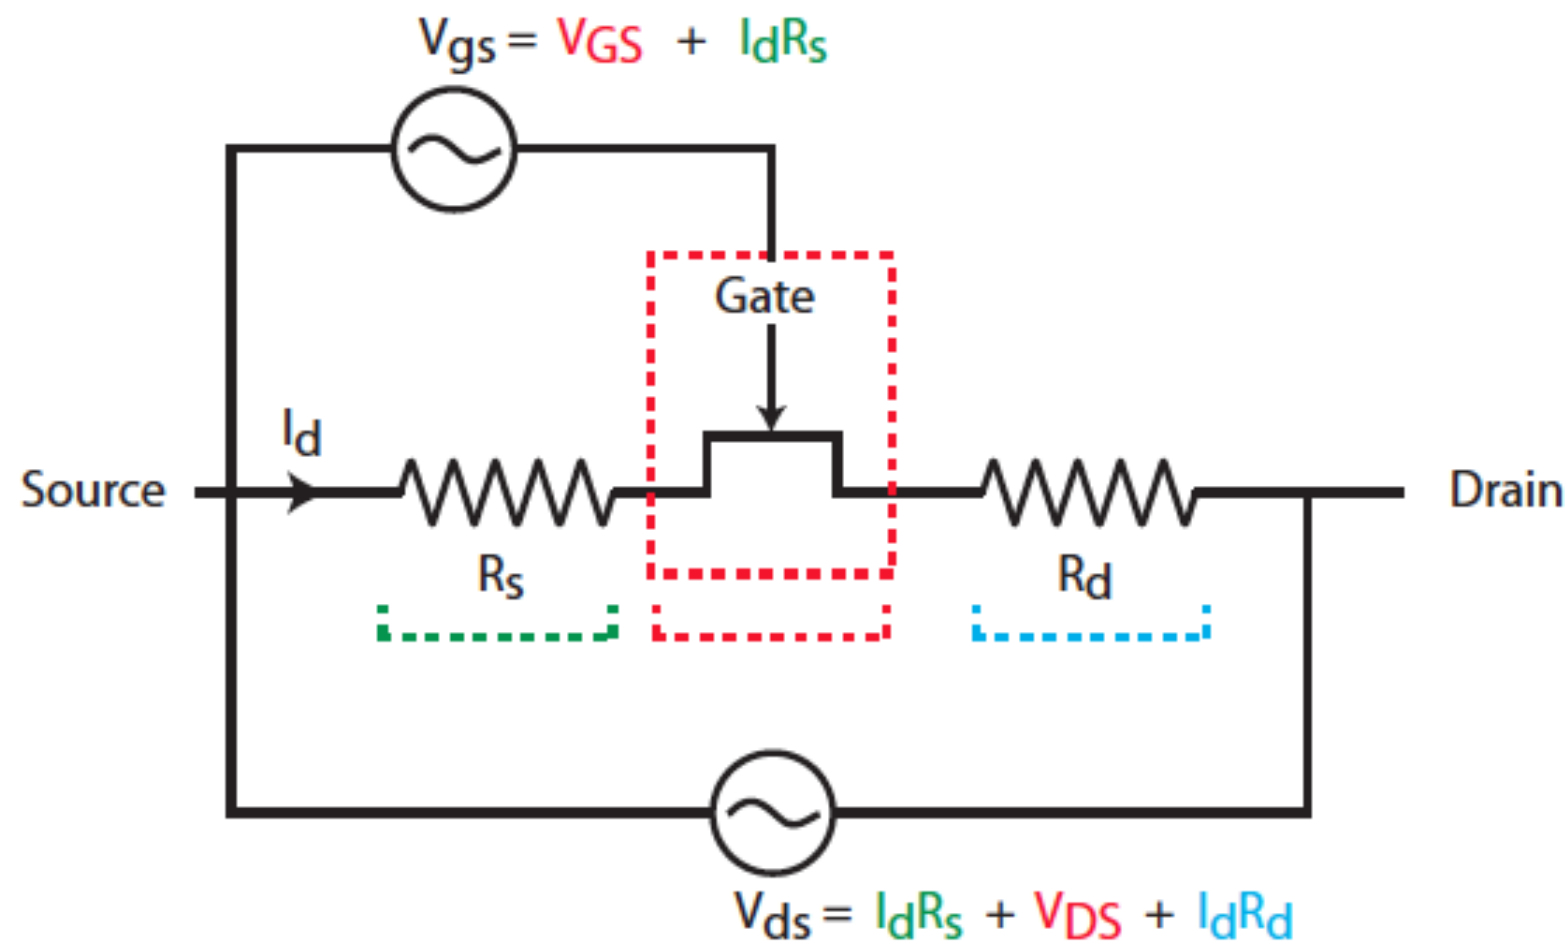 Vgs = VGS + IdRs
Gate
Id
Source
Drain
Rs
Rd
Vds = IdRs + VDS + IdRd